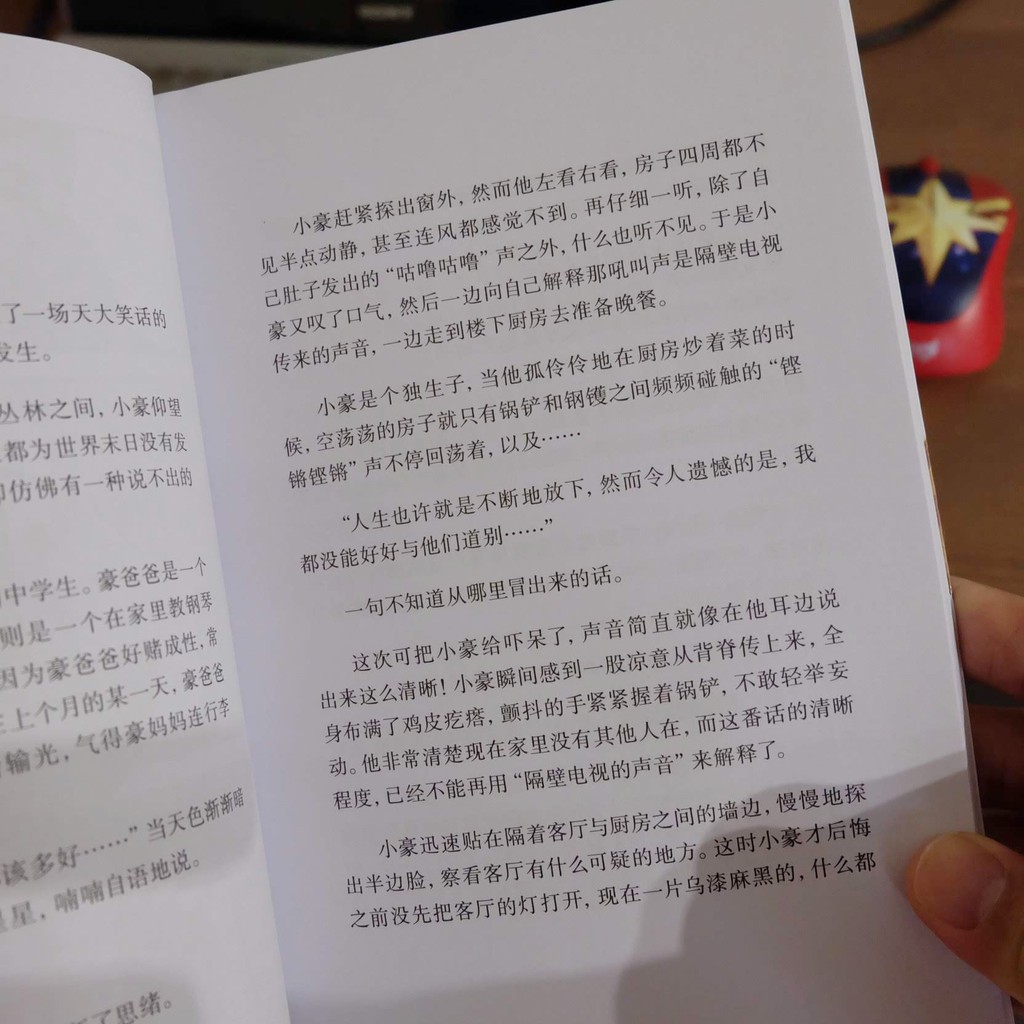 SONY
了一场天大笑话的
发生。
丛林之间，小豪仰望
都为世界末日没有发
仿佛有一种说不出的
中学生。豪爸爸是一个
则是一个在家里教钢琴
因为豪爸爸好赌成性，常
上个月的某一天，豪爸爸
输光，气得豪妈妈连行李
该多好……”当天色渐渐暗
星，喃喃自语地说。
了思绪。
小豪赶紧探出窗外，然而他左看右看，房子四周都不
见半点动静，甚至连风都感觉不到。再仔细一听，除了自
己肚子发出的“咕噜咕噜”声之外，什么也听不见。于是小
豪又叹了口气，然后一边向自己解释那吼叫声是隔壁电视
传来的声音，一边走到楼下厨房去准备晚餐。
小豪是个独生子，当他孤伶伶地在厨房炒着菜的时
候，空荡荡的房子就只有锅铲和钢镬之间频频碰触的“铿
锵铿锵”声不停回荡着，以及……
“人生也许就是不断地放下，然而令人遗憾的是，我
都没能好好与他们道别……”
一句不知道从哪里冒出来的话。
这次可把小豪给吓呆了，声音简直就像在他耳边说
出来这么清晰！小豪瞬间感到一股凉意从背脊传上来，全
身布满了鸡皮疙瘩，颤抖的手紧紧握着锅铲，不敢轻举妄
动。他非常清楚现在家里没有其他人在，而这番话的清晰
程度，已经不能再用“隔壁电视的声音”来解释了。
小豪迅速贴在隔着客厅与厨房之间的墙边，慢慢地探
出半边脸，察看客厅有什么可疑的地方。这时小豪才后悔
之前没先把客厅的灯打开，现在一片乌漆麻黑的，什么都